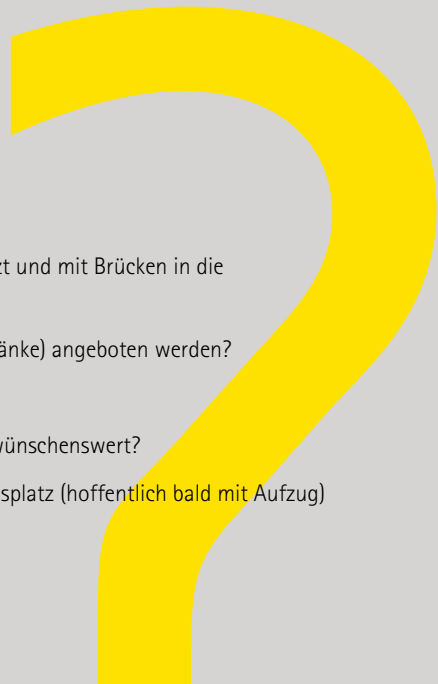 zt und mit Brücken in die
änke) angeboten werden?
wünschenswert?
splatz (hoffentlich bald mit Aufzug)